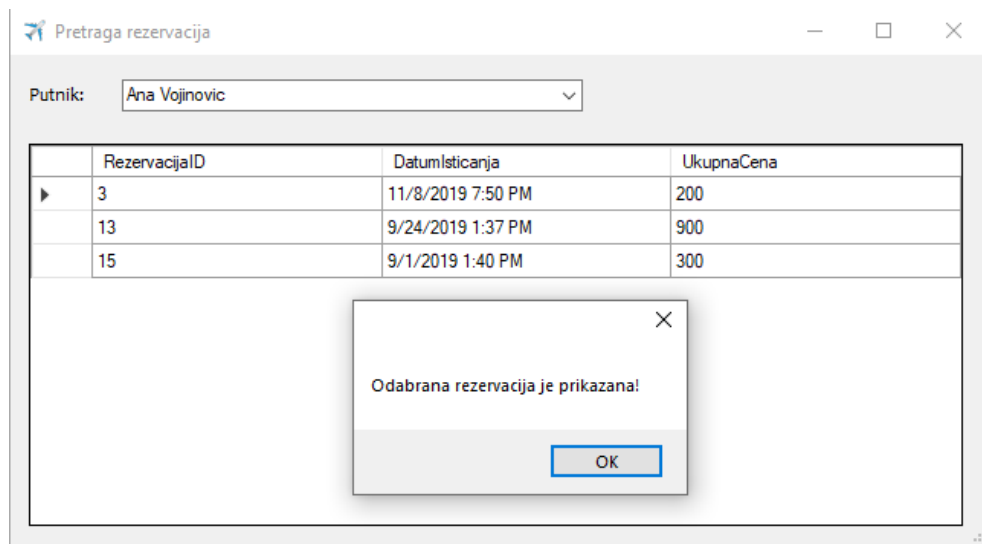 Pretraga rezervacija
Putnik: Ana Vojinovic
RezervacijaID DatumIsticanja UkupnaCena
3 11/8/2019 7:50 PM 200
13 9/24/2019 1:37 PM 900
15 9/1/2019 1:40 PM 300
Odabrana rezervacija je prikazana!
OK